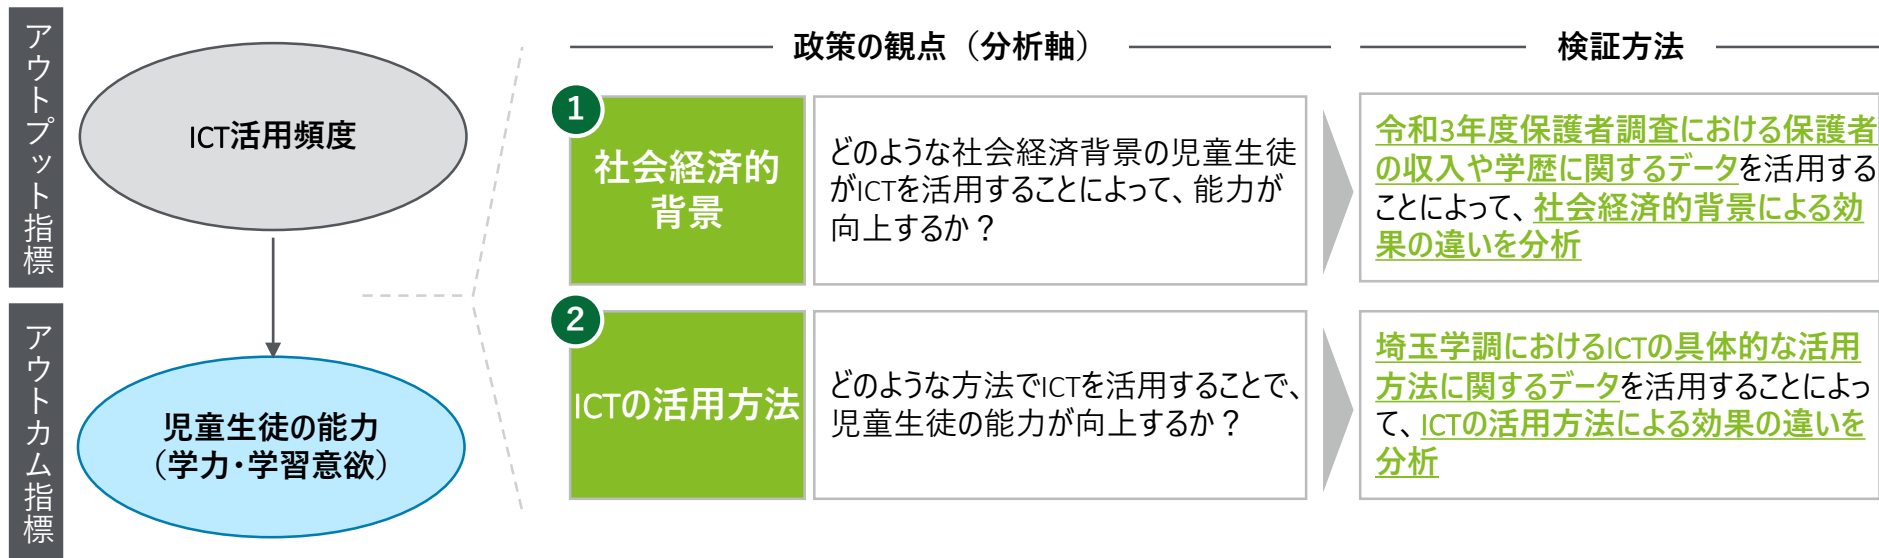 アウトプット指標
ICT活用頻度
アウトカム指標
児童生徒の能力
（学力・学習意欲）
政策の観点（分析軸）
検証方法
1
社会経済的
背景
どのような社会経済背景の児童生徒
がICTを活用することによって、能力が
向上するか？
令和3年度保護者調査における保護者
の収入や学歴に関するデータを活用する
ことによって、社会経済的背景による効
果の違いを分析
2
ICTの活用方法
どのような方法でICTを活用することで、
児童生徒の能力が向上するか？
埼玉学調におけるICTの具体的な活用
方法に関するデータを活用することによっ
て、ICTの活用方法による効果の違いを
分析